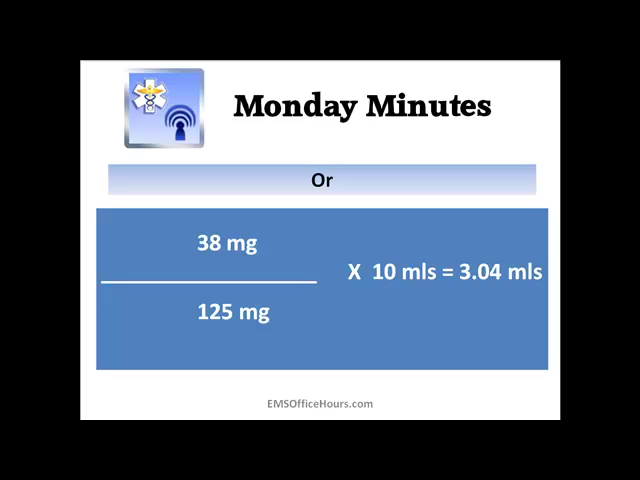 Monday Minutes
Or
38 mg
X 10 mls = 3.04 mls
125 mg
EMSOfficeHours.com